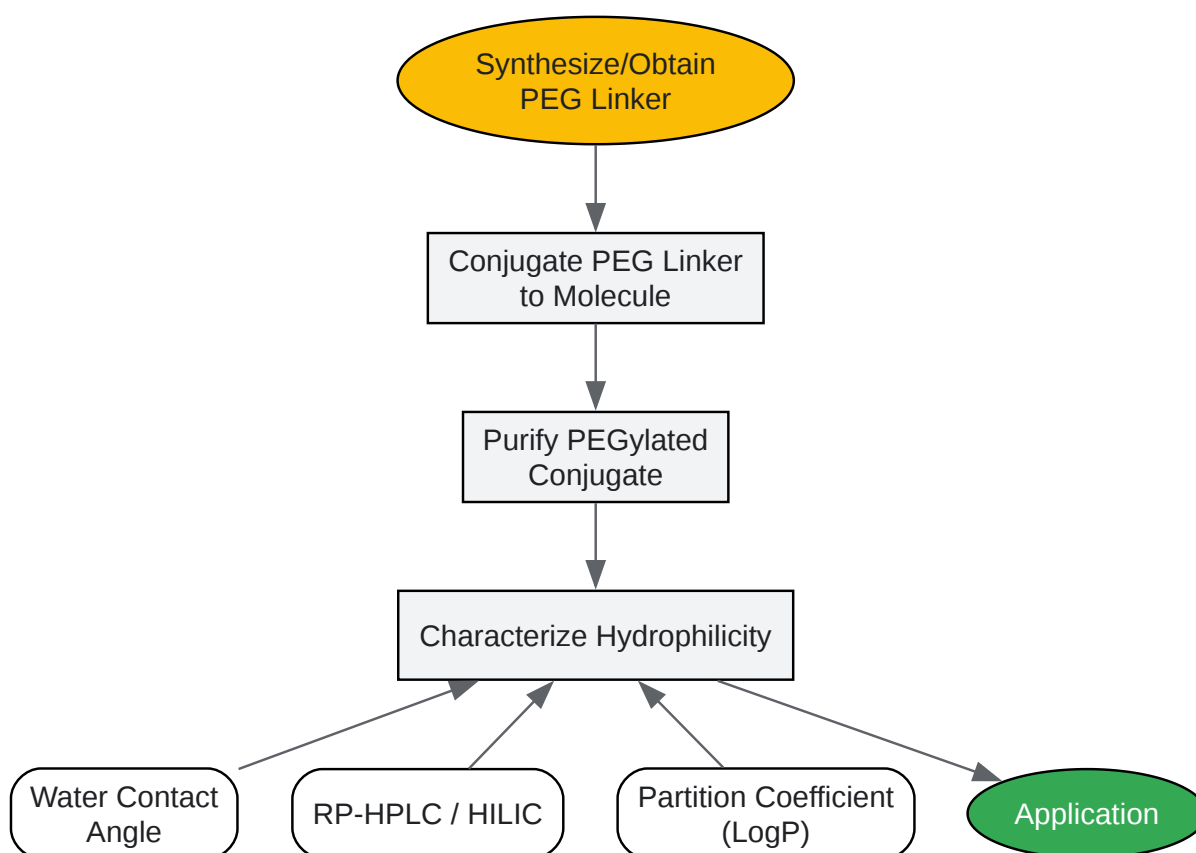 Synthesize/Obtain
PEG Linker
Conjugate PEG Linker
to Molecule
Purify PEGylated
Conjugate
Characterize Hydrophilicity
Water Contact
Angle
RP-HPLC / HILIC
Partition Coefficient
(LogP)
Application